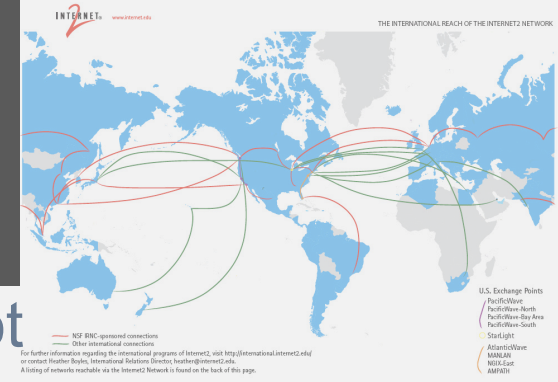 INTERNET
2
www.internet.edu
THE INTERNATIONAL REACH OF THE INTERNET2 NETWORK
NSF IRNC-sponsored connections
Other international connections
For further information regarding the international programs of Internet2, visit http://international.internet2.edu/
or contact Heather Boyles, International Relations Director, heather@internet2.edu.
A listing of networks reachable via the Internet2 Network is found on the back of this page.
U.S. Exchange Points
PacificWave
PacificWave-North
PacificWave-Bay Area
PacificWave-South
StarLight
AtlanticWave
MANLAN
NGIX-East
AMPATH